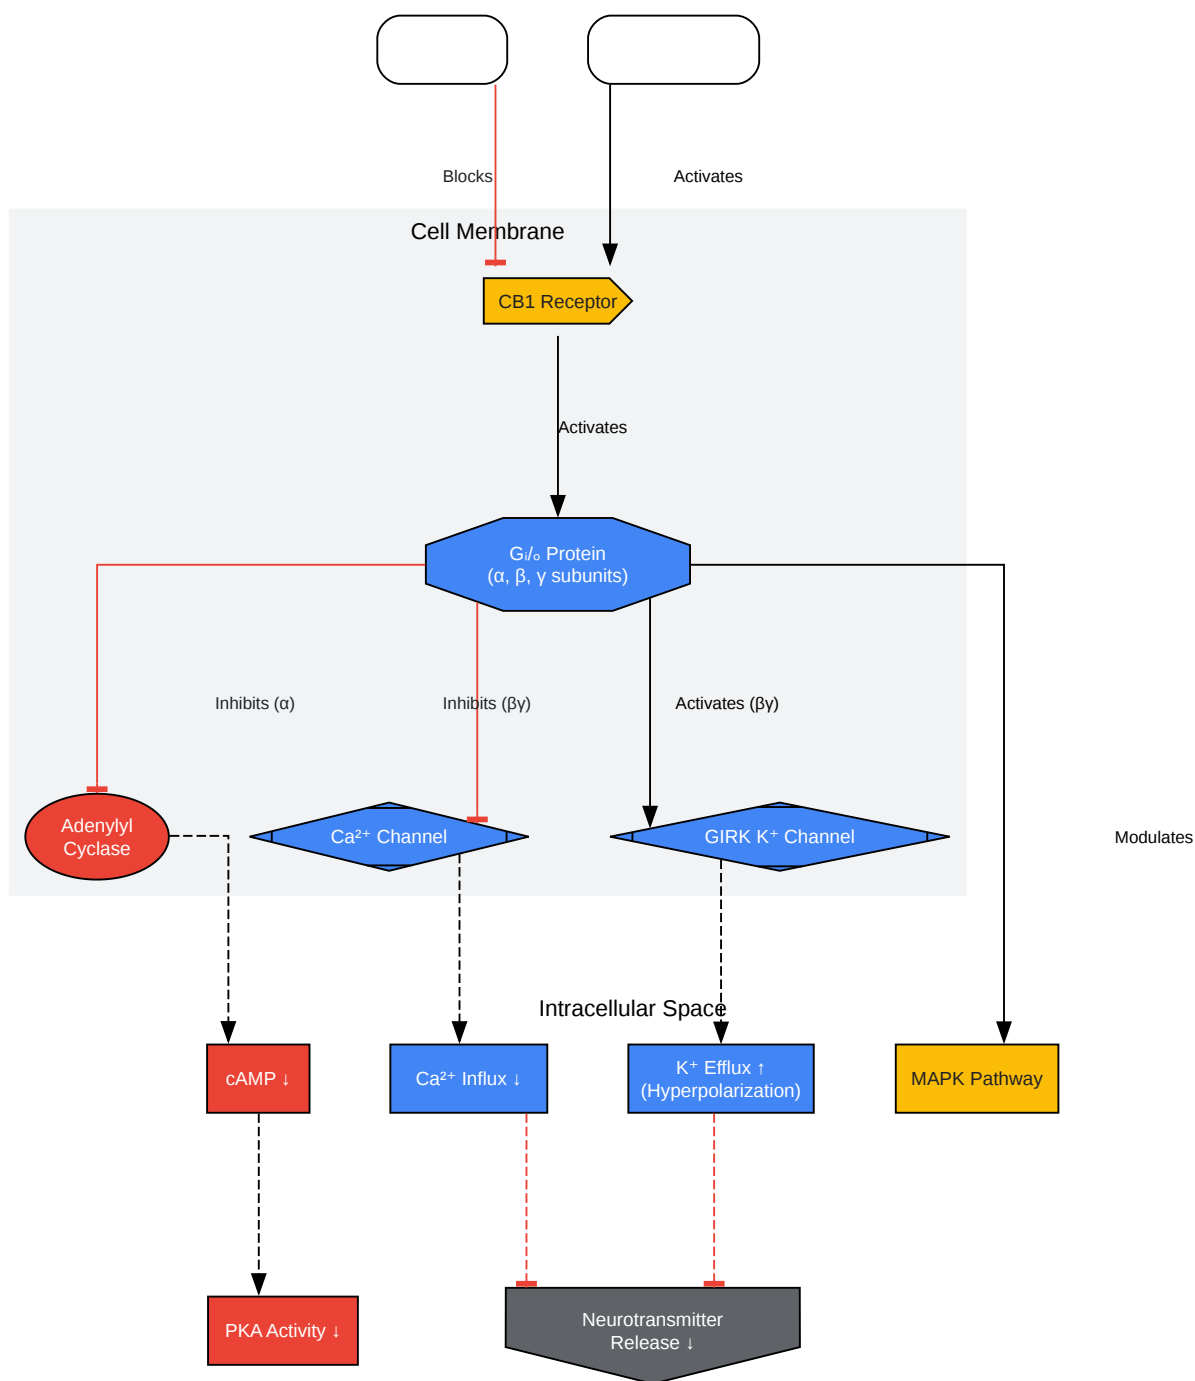 Blocks
Activates
Cell Membrane
CB1 Receptor
Activates
Gᵢ/ₒ Protein
(α, β, γ subunits)
Inhibits (α)
Inhibits (βγ)
Activates (βγ)
Adenylyl
Cyclase
Ca²⁺ Channel
GIRK K⁺ Channel
Modulates
Intracellular Space
cAMP ↓
Ca²⁺ Influx ↓
K⁺ Efflux ↑
(Hyperpolarization)
MAPK Pathway
PKA Activity ↓
Neurotransmitter
Release ↓